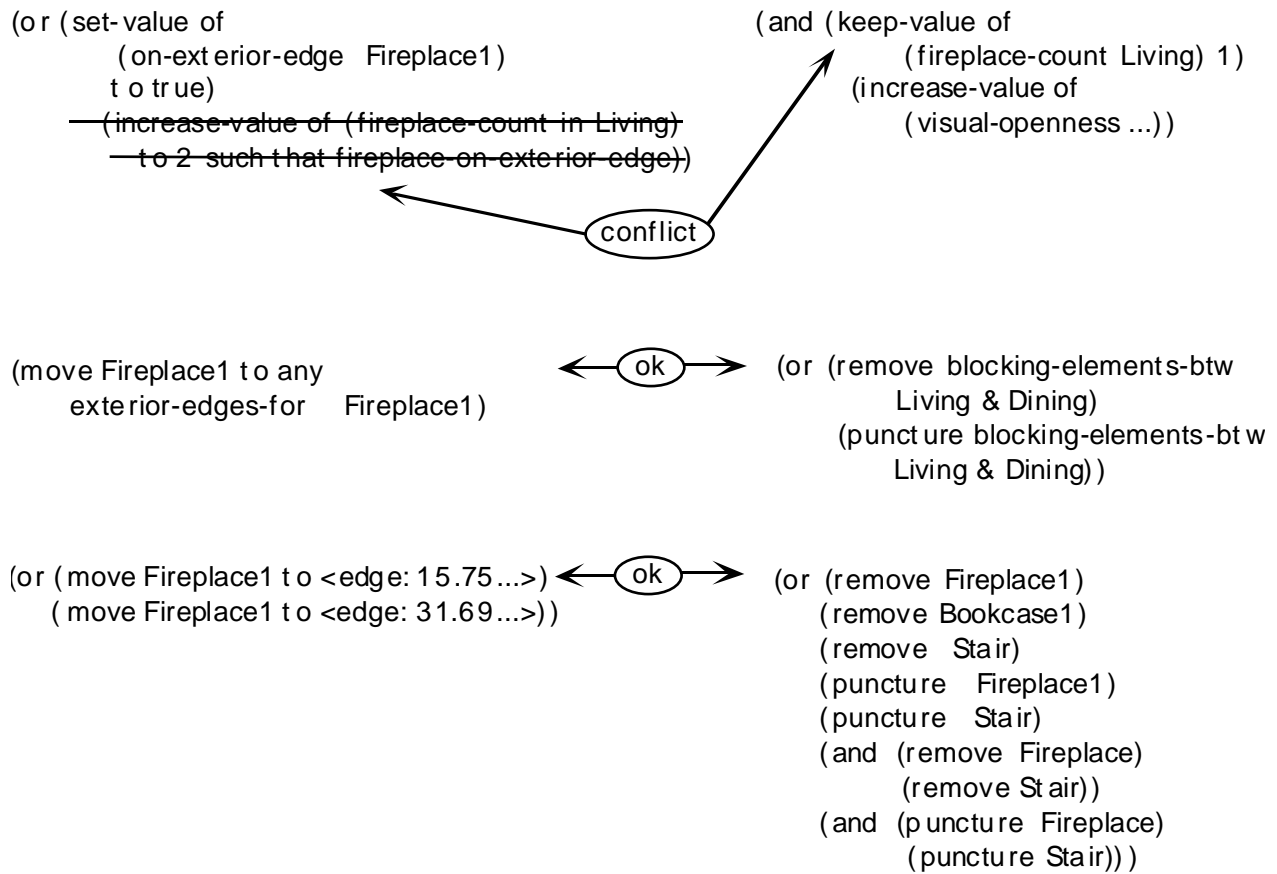 (or (set-value of
(on-exterior-edge Fireplace1)
to true)
(increase-value of (fireplace-count in Living)
to 2 such that fireplace-on-exterior-edge))
(and (keep-value of
(fireplace-count Living) 1)
(increase-value of
(visual-openness ...))
conflict
(move Fireplace1 to any
exterior-edges-for Fireplace1)
ok
(or (remove blocking-elements-btw
Living & Dining)
(puncture blocking-elements-btw
Living & Dining))
(or (move Fireplace1 to <edge: 15.75...>)
(move Fireplace1 to <edge: 31.69...>))
ok
(or (remove Fireplace1)
(remove Bookcase1)
(remove Stair)
(puncture Fireplace1)
(puncture Stair)
(and (remove Fireplace)
(remove Stair))
(and (puncture Fireplace)
(puncture Stair)))